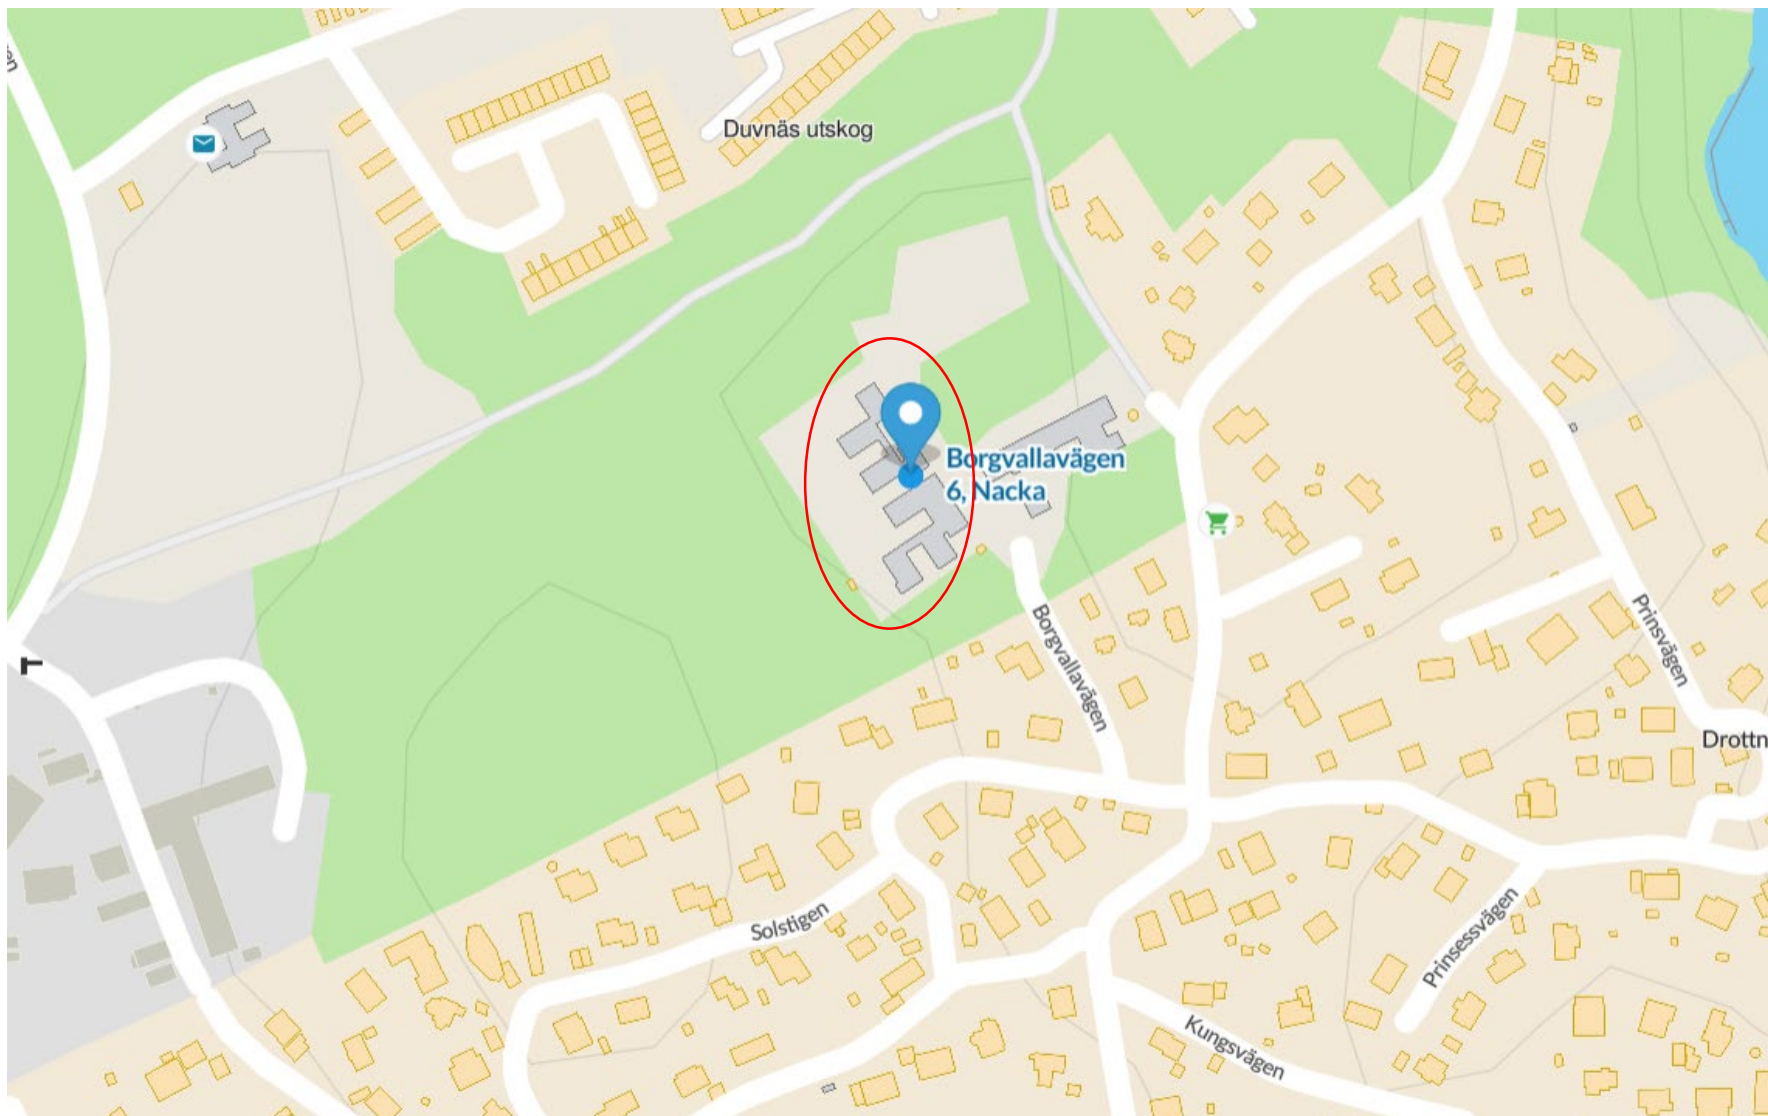 Duvnäs utskog
Borgvallavägen
6, Nacka
Borgvallavägen
Prinsvägen
Drottn
Solstigen
Prinsessvägen
Kungsvägen